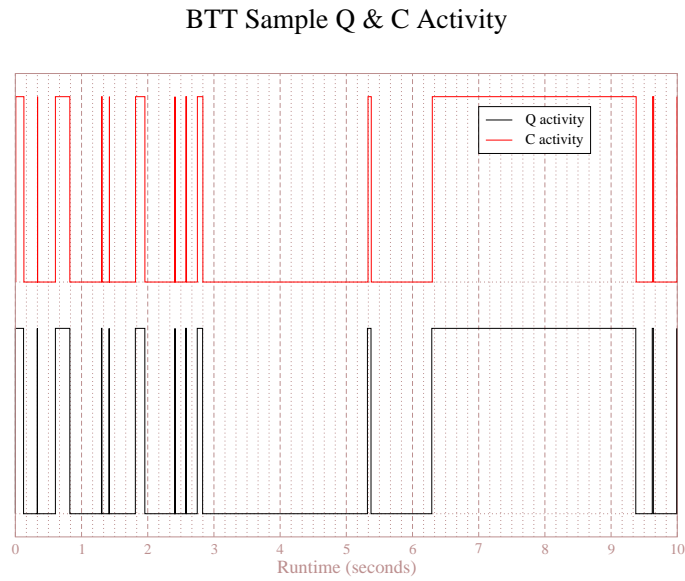 BTT Sample Q & C Activity
Q activity
C activity
0 1 2 3 4 5 6 7 8 9 10
Runtime (seconds)